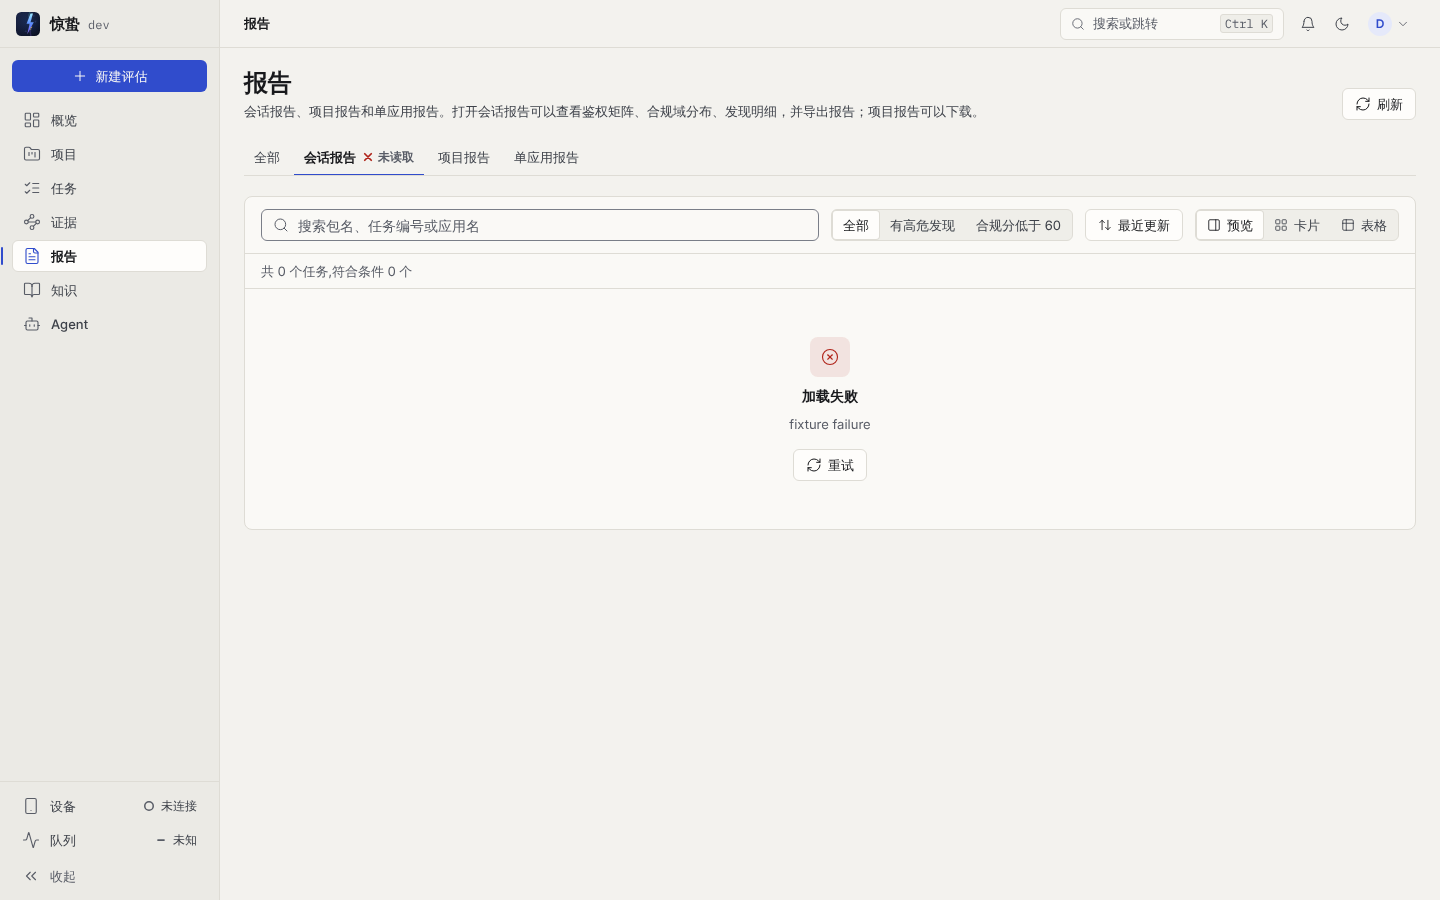 惊蛰 dev
报告
搜索或跳转 Ctrl K
D
新建评估
概览
项目
任务
证据
报告
知识
Agent
设备 未连接
队列 未知
收起
报告
会话报告、项目报告和单应用报告。打开会话报告可以查看鉴权矩阵、合规域分布、发现明细，并导出报告；项目报告可以下载。
刷新
全部 会话报告 未读取 项目报告 单应用报告
搜索包名、任务编号或应用名
全部 有高危发现 合规分低于 60
最近更新
预览 卡片 表格
共 0 个任务,符合条件 0 个
加载失败
fixture failure
重试